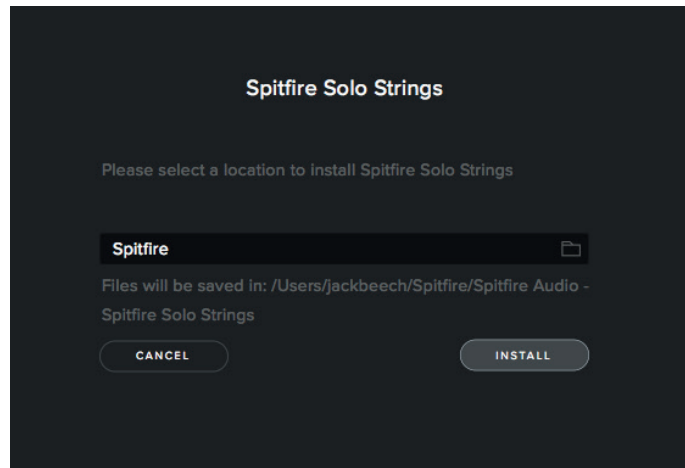 Spitfire Solo Strings
Please select a location to install Spitfire Solo Strings
Spitfire
Files will be saved in: /Users/jackbeech/Spitfire/Spitfire Audio -
Spitfire Solo Strings
CANCEL
INSTALL